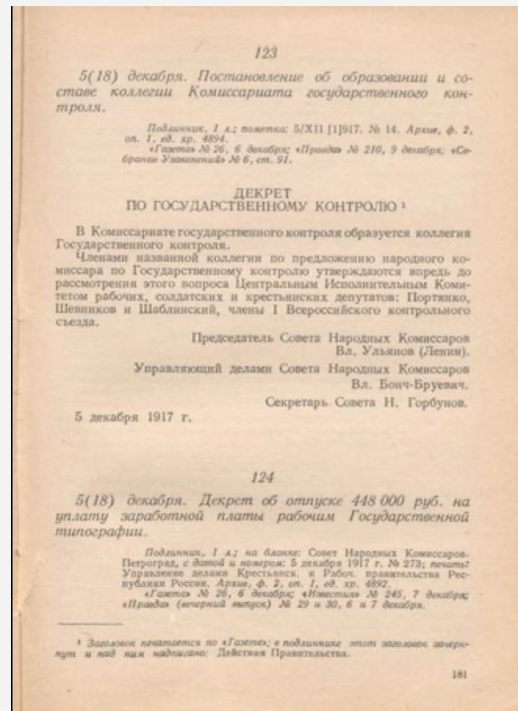 123
5(18) декабря. Постановление об образовании и со-
ставе коллегии Комиссариата государственного кон-
троля.
Подлинник, 1 л.; пометка: 5/XII [1]917. № 14. Архив, ф. 2,
оп. 1, ед. хр. 4894.
«Газета» № 26, 6 декабря; «Правда» № 210, 9 декабря; «Со-
брание Узаконений» № 6, ст. 91.
ДЕКРЕТ
ПО ГОСУДАРСТВЕННОМУ КОНТРОЛЮ ¹
В Комиссариате государственного контроля образуется коллегия
Государственного контроля.
Членами названной коллегии по предложению народного ко-
миссара по Государственному контролю утверждаются впредь до
рассмотрения этого вопроса Центральным Исполнительным Коми-
тетом рабочих, солдатских и крестьянских депутатов: Портянко,
Шевников и Шаблинский, члены I Всероссийского контрольного
съезда.
Председатель Совета Народных Комиссаров
Вл. Ульянов (Ленин).
Управляющий делами Совета Народных Комиссаров
Вл. Бонч-Бруевич.
Секретарь Совета Н. Горбунов.
5 декабря 1917 г.
124
5(18) декабря. Декрет об отпуске 448 000 руб. на
уплату заработной платы рабочим Государственной
типографии.
Подлинник, 1 л.; на бланке: Совет Народных Комиссаров-
Петроград, с датой и номером: 5 декабря 1917 г. № 273; печать:
Управление делами Крестьянск. и Рабоч. правительства Рес-
публики России. Архив, ф. 2, оп. 1, ед. хр. 4892.
«Газета» № 26, 6 декабря; «Известия» № 245, 7 декабря;
«Правда» (вечерний выпуск) № 29 и 30, 6 и 7 декабря.
¹ Заголовок печатается по «Газете»; в подлиннике этот заголовок зачерк-
нут и над ним надписано: Действия Правительства.
181